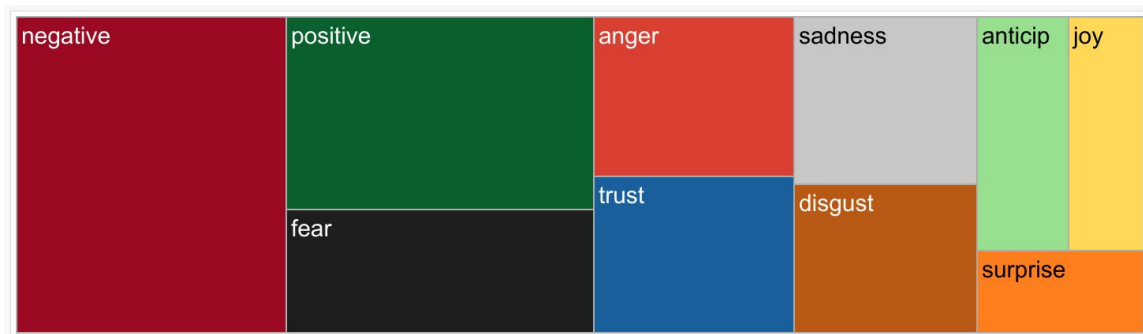 negative
positive
fear
anger
trust
sadness
disgust
anticip
joy
surprise